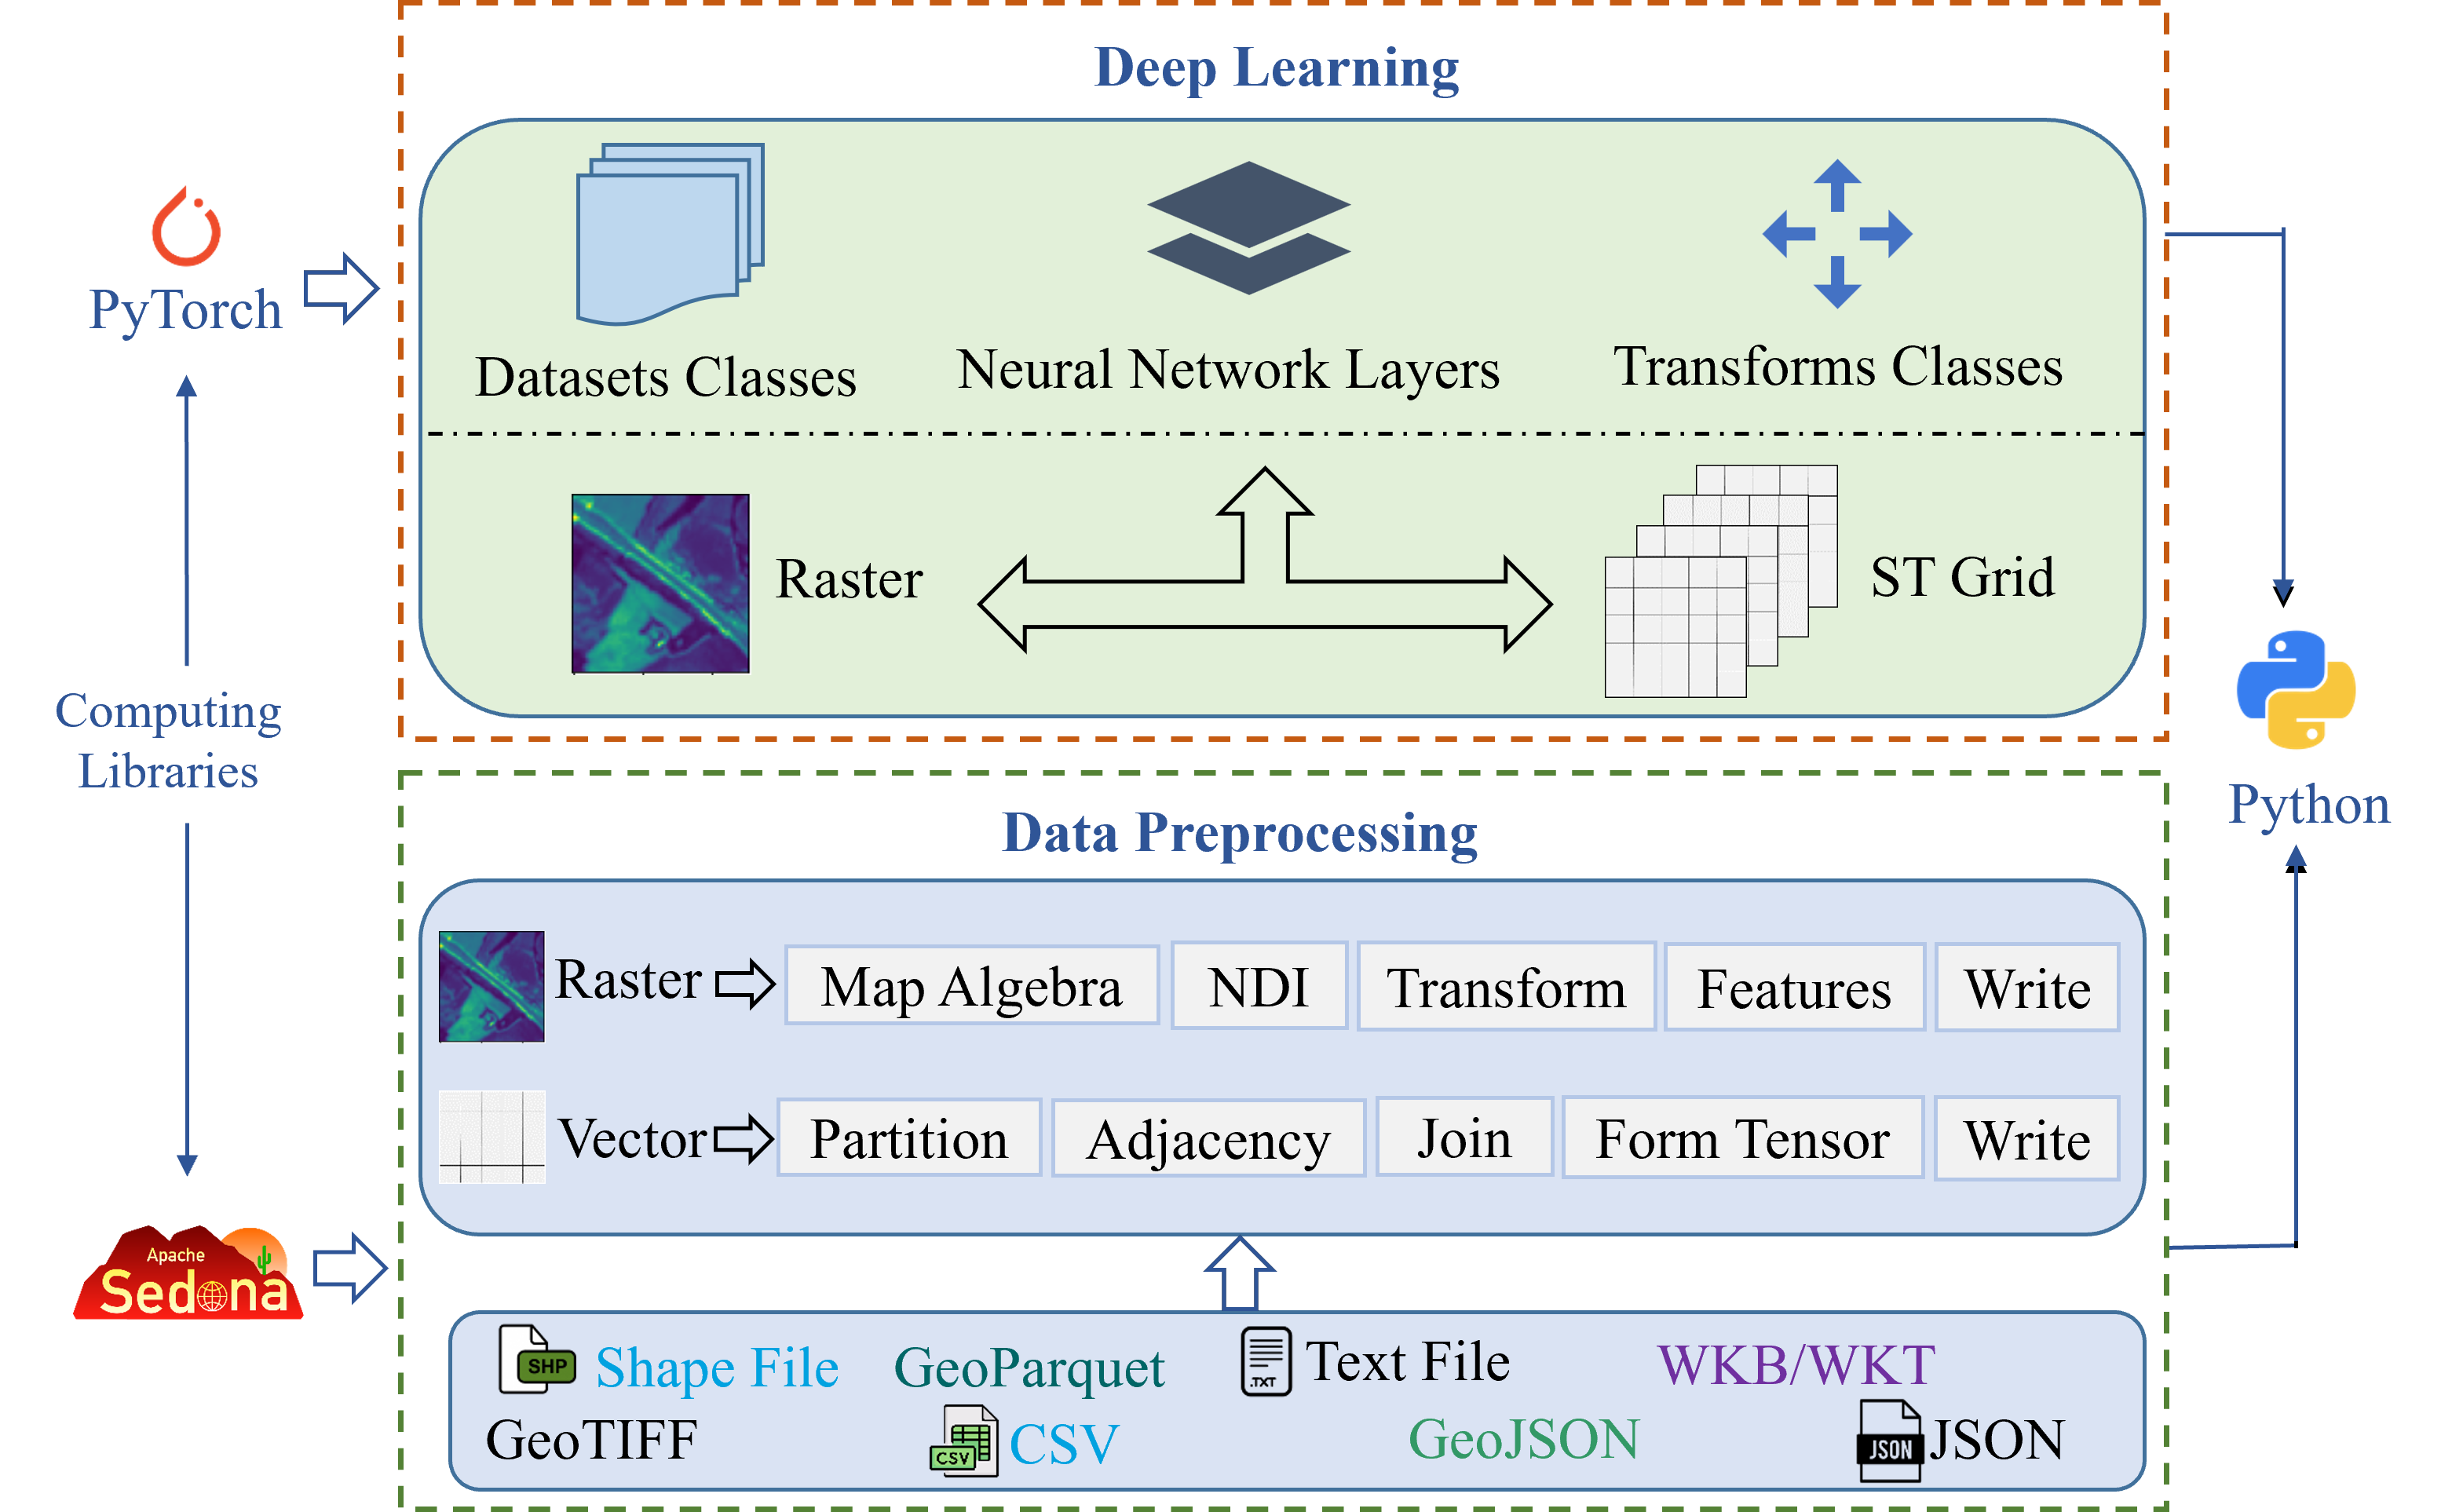 Deep Learning
PyTorch
Datasets Classes
Neural Network Layers
Transforms Classes
Raster
ST Grid
Computing
Libraries
Python
Data Preprocessing
Raster
Map Algebra
NDI
Transform
Features
Write
Vector
Partition
Adjacency
Join
Form Tensor
Write
Apache
Sedona
SHP
Shape File
GeoParquet
.TXT
Text File
WKB/WKT
GeoTIFF
CSV
CSV
GeoJSON
JSON
JSON